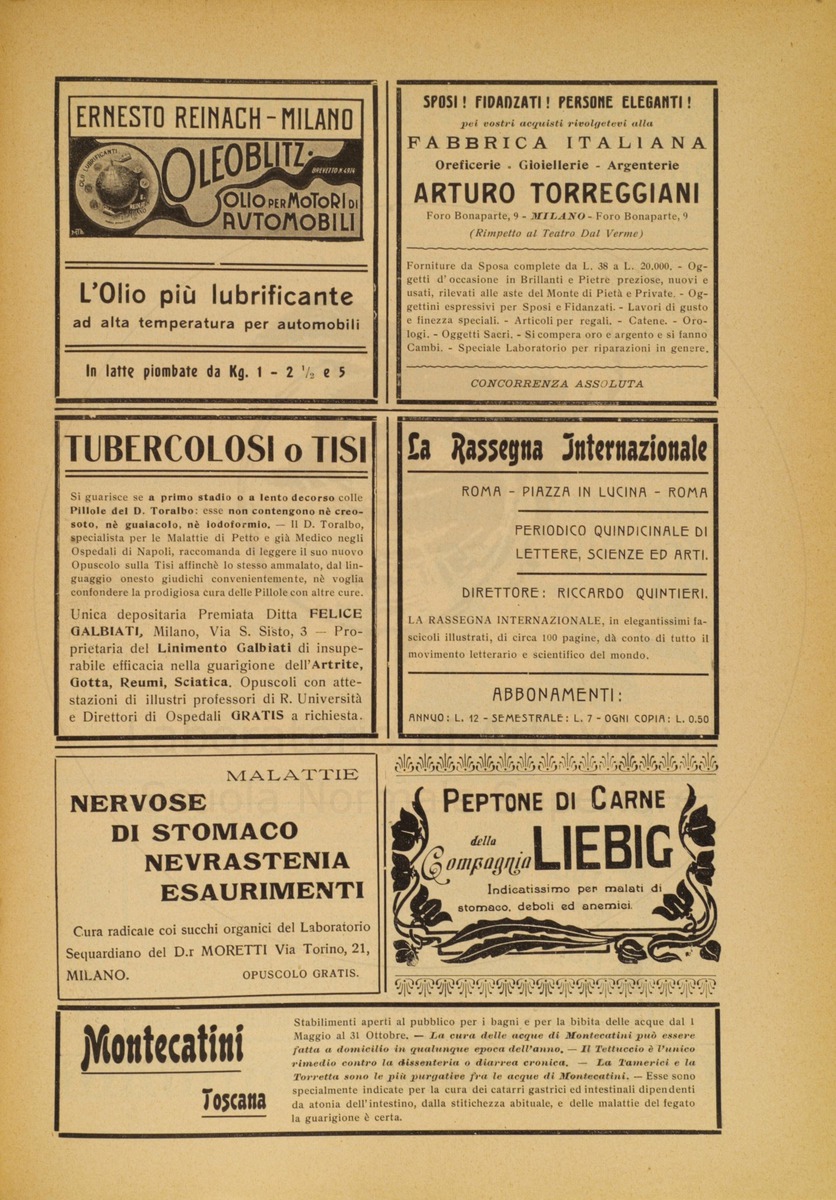 ERNESTO REINACH - MILANO
OLI LUBRIFICANTI
OLEOBLITZ.
BREVETTO N. 4914
OLIO PER MOTORI DI
AUTOMOBILI
L'Olio più lubrificante
ad alta temperatura per automobili
In latte piombate da Kg. 1 - 2 1/2 e 5
SPOSI! FIDANZATI! PERSONE ELEGANTI!
pei vostri acquisti rivolgetevi alla
FABBRICA ITALIANA
Oreficerie - Gioiellerie - Argenterie
ARTURO TORREGGIANI
Foro Bonaparte, 9 - MILANO - Foro Bonaparte, 9
(Rimpetto al Teatro Dal Verme)
Forniture da Sposa complete da L. 38 a L. 20.000. - Og-
getti d'occasione in Brillanti e Pietre preziose, nuovi e
usati, rilevati alle aste del Monte di Pietà e Private. - Og-
gettini espressivi per Sposi e Fidanzati. - Lavori di gusto
e finezza speciali. - Articoli per regali. - Catene. - Oro-
logi. - Oggetti Sacri. - Si compera oro e argento e si fanno
Cambi. - Speciale Laboratorio per riparazioni in genere.
CONCORRENZA ASSOLUTA
TUBERCOLOSI o TISI
Si guarisce se a primo stadio o a lento decorso colle
Pillole del D. Toralbo: esse non contengono nè creo-
soto, nè guaiacolo, nè iodoformio. — Il D. Toralbo,
specialista per le Malattie di Petto e già Medico negli
Ospedali di Napoli, raccomanda di leggere il suo nuovo
Opuscolo sulla Tisi affinchè lo stesso ammalato, dal lin-
guaggio onesto giudichi convenientemente, nè voglia
confondere la prodigiosa cura delle Pillole con altre cure.
Unica depositaria Premiata Ditta FELICE
GALBIATI, Milano, Via S. Sisto, 3 — Pro-
prietaria del Linimento Galbiati di insupe-
rabile efficacia nella guarigione dell'Artrite,
Gotta, Reumi, Sciatica. Opuscoli con atte-
stazioni di illustri professori di R. Università
e Direttori di Ospedali GRATIS a richiesta.
La Rassegna Internazionale
ROMA - PIAZZA IN LUCINA - ROMA
PERIODICO QUINDICINALE DI
LETTERE, SCIENZE ED ARTI.
DIRETTORE: RICCARDO QUINTIERI.
LA RASSEGNA INTERNAZIONALE, in elegantissimi fa-
scicoli illustrati, di circa 100 pagine, dà conto di tutto il
movimento letterario e scientifico del mondo.
ABBONAMENTI:
ANNUO: L. 12 - SEMESTRALE: L. 7 - OGNI COPIA: L. 0.50
MALATTIE
NERVOSE
DI STOMACO
NEVRASTENIA
ESAURIMENTI
Cura radicale coi succhi organici del Laboratorio
Sequardiano del D.r MORETTI Via Torino, 21,
MILANO. OPUSCOLO GRATIS.
PEPTONE DI CARNE
della
Compagnia LIEBIG
Indicatissimo per malati di
stomaco, deboli ed anemici.
Montecatini
Toscana
Stabilimenti aperti al pubblico per i bagni e per la bibita delle acque dal 1
Maggio al 31 Ottobre. — La cura delle acque di Montecatini può essere
fatta a domicilio in qualunque epoca dell'anno. — Il Tettuccio è l'unico
rimedio contro la dissenteria o diarrea cronica. — La Tamerici e la
Torretta sono le più purgative fra le acque di Montecatini. — Esse sono
specialmente indicate per la cura dei catarri gastrici ed intestinali dipendenti
da atonia dell'intestino, dalla stitichezza abituale, e delle malattie del fegato
la guarigione è certa.